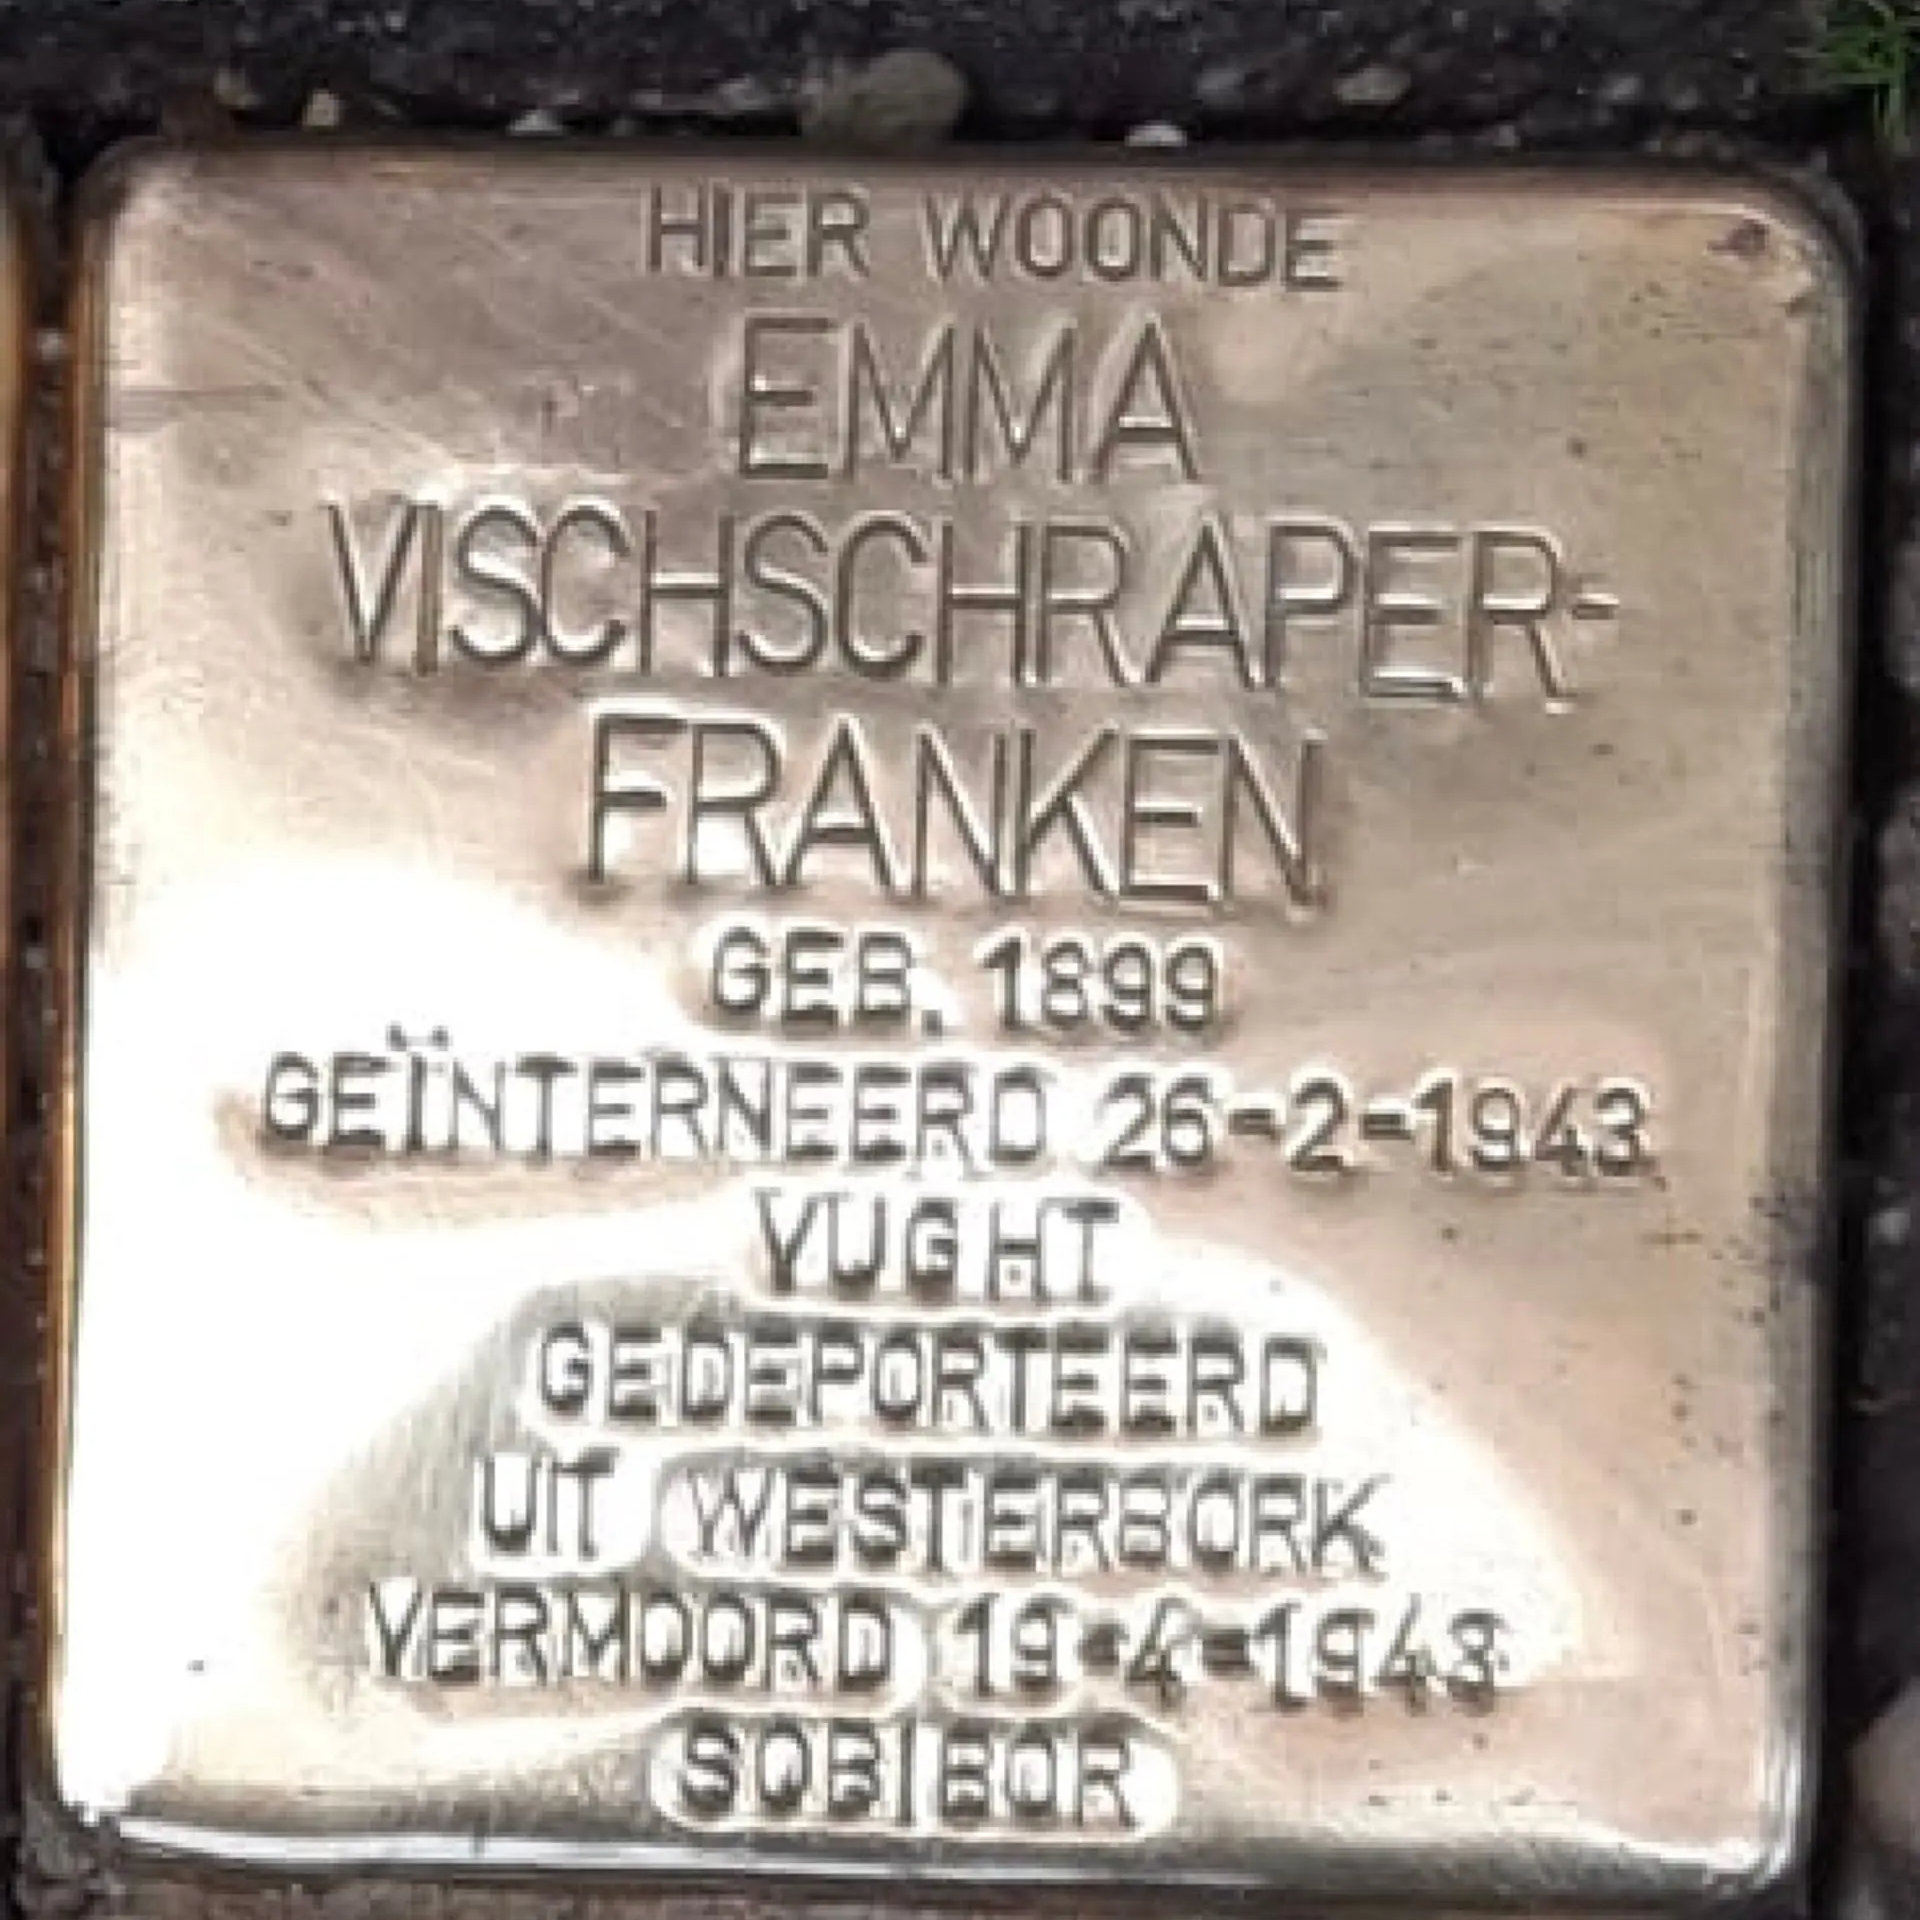 HIER WOONDE
EMMA
VISCHSCHRAPER-
FRANKEN
GEB. 1899
GEÏNTERNEERD 26-2-1943
VUGHT
GEDEPORTEERD
UIT WESTERBORK
VERMOORD 19-4-1943
SOBIBOR